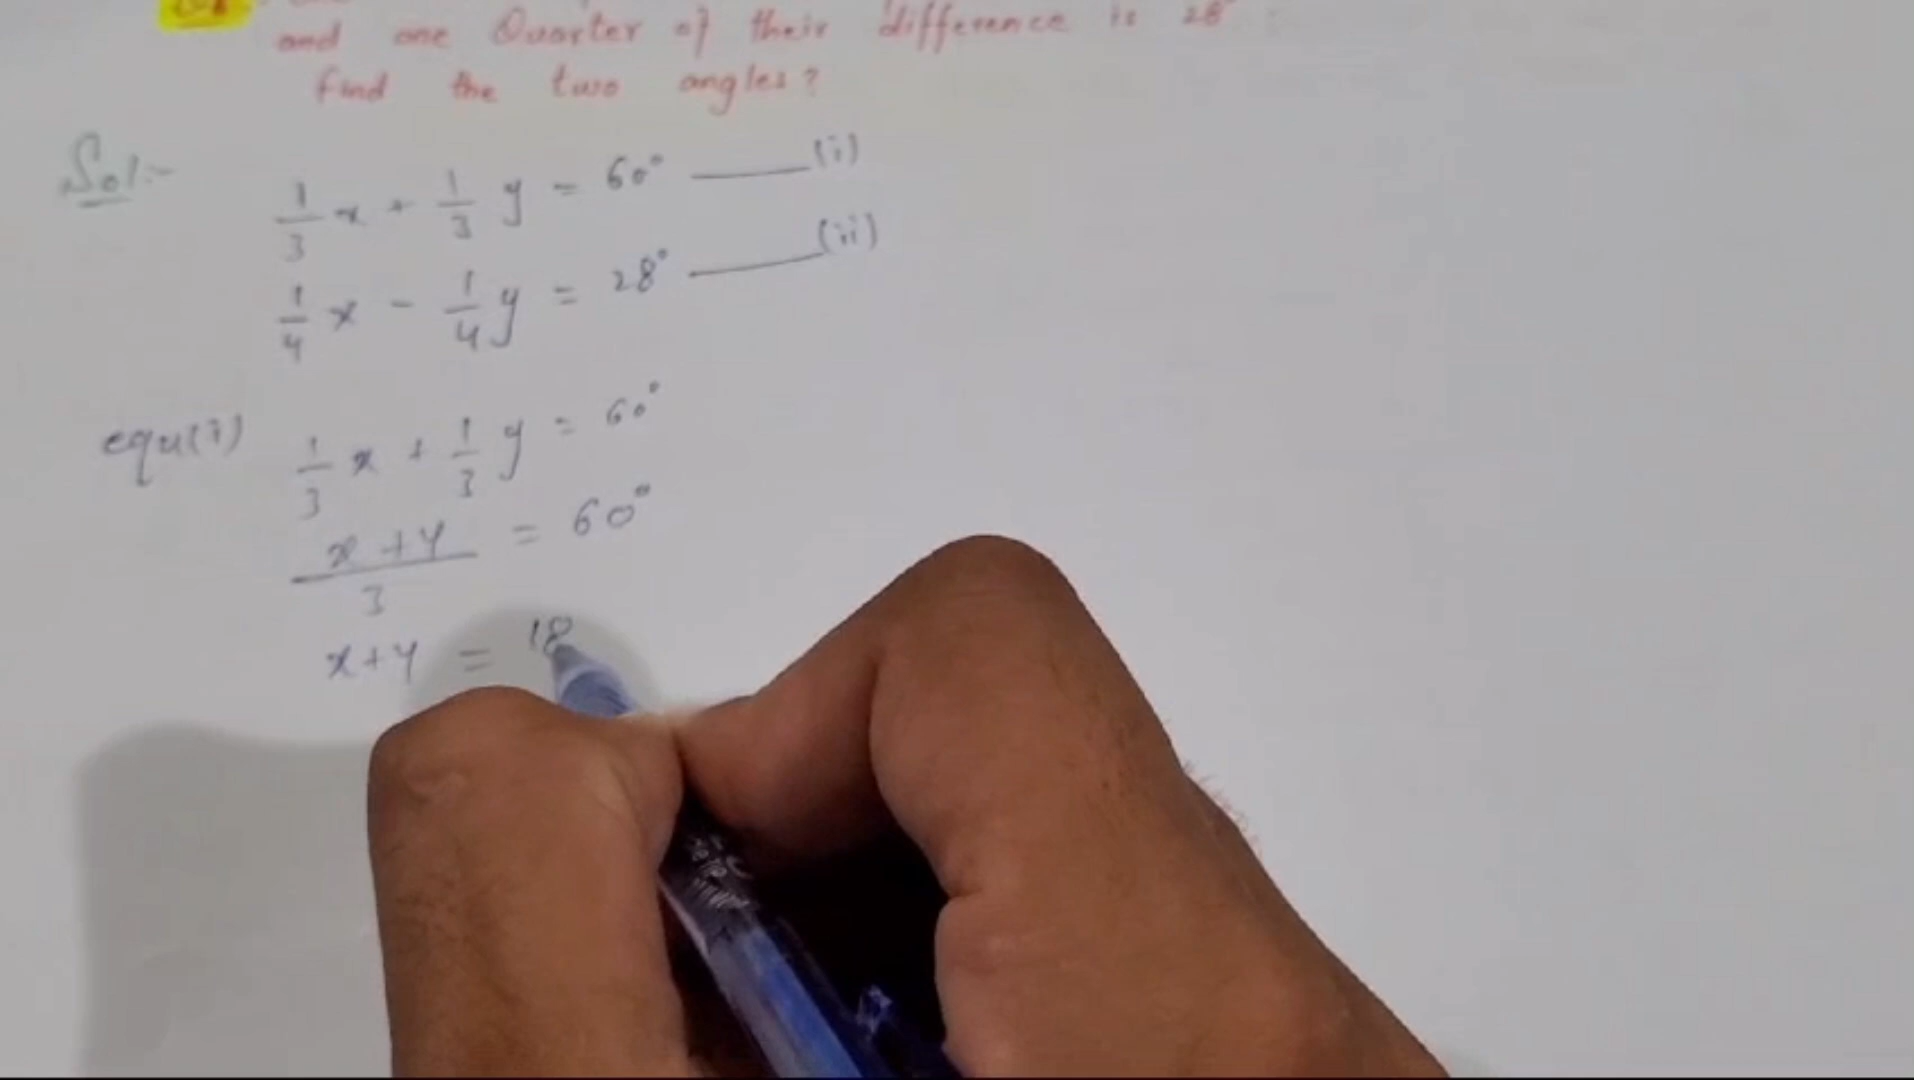 and one Quarter of their difference is 28°
find the two angles?
Sol:-
1/3 x + 1/3 y = 60° ——— (i)
1/4 x - 1/4 y = 28° ——— (ii)
equ(i) 1/3 x + 1/3 y = 60°
x+y/3 = 60°
x+y = 18